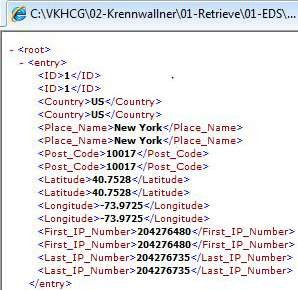 C:\VKHCG\02-Krennwallner\01-Retrieve\01-EDS\...
- <root>
- <entry>
<ID>1</ID>
<ID>1</ID>
<Country>US</Country>
<Country>US</Country>
<Place_Name>New York</Place_Name>
<Place_Name>New York</Place_Name>
<Post_Code>10017</Post_Code>
<Post_Code>10017</Post_Code>
<Latitude>40.7528</Latitude>
<Latitude>40.7528</Latitude>
<Longitude>-73.9725</Longitude>
<Longitude>-73.9725</Longitude>
<First_IP_Number>204276480</First_IP_Number>
<First_IP_Number>204276480</First_IP_Number>
<Last_IP_Number>204276735</Last_IP_Number>
<Last_IP_Number>204276735</Last_IP_Number>
</entry>